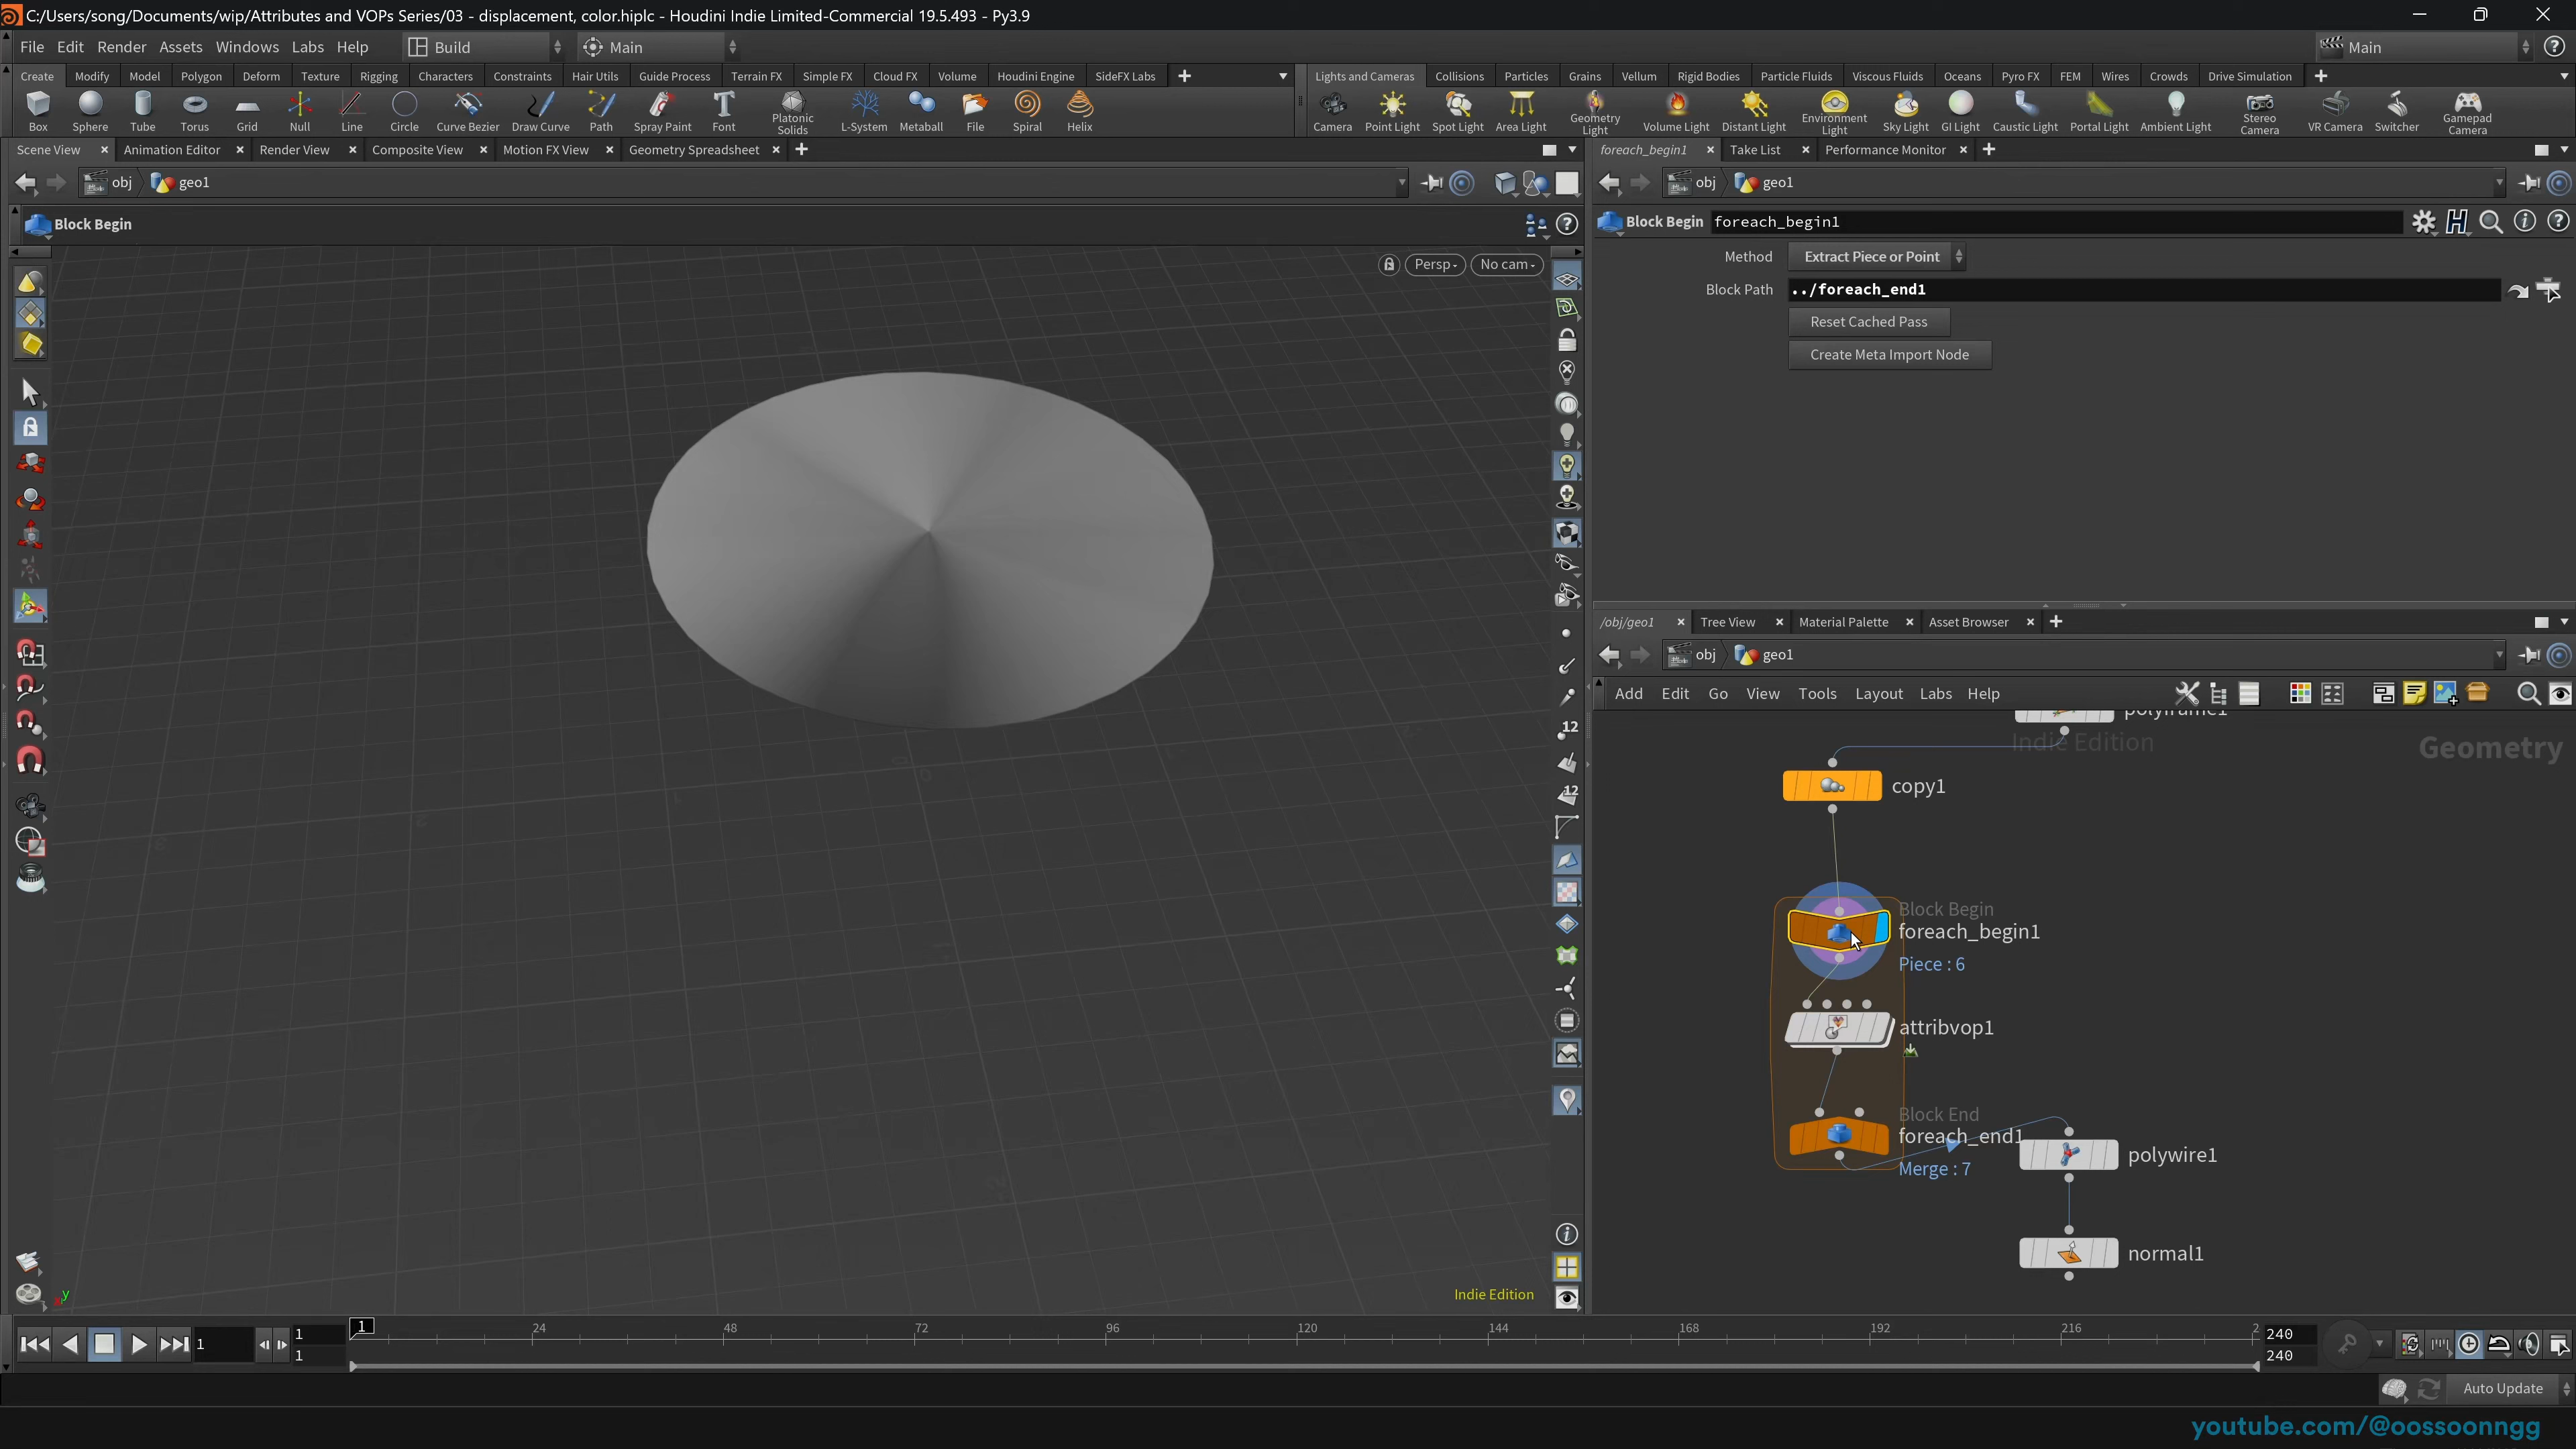 C:/Users/song/Documents/wip/Attributes and VOPs Series/03 - displacement, color.hiplc - Houdini Indie Limited-Commercial 19.5.493 - Py3.9
File Edit Render Assets Windows Labs Help Build Main Main
Create Modify Model Polygon Deform Texture Rigging Characters Constraints Hair Utils Guide Process Terrain FX Simple FX Cloud FX Volume Houdini Engine SideFX Labs
Lights and Cameras Collisions Particles Grains Vellum Rigid Bodies Particle Fluids Viscous Fluids Oceans Pyro FX FEM Wires Crowds Drive Simulation
Box Sphere Tube Torus Grid Null Line Circle Curve Bezier Draw Curve Path Spray Paint Font Platonic Solids L-System Metaball File Spiral Helix
Camera Point Light Spot Light Area Light Geometry Light Volume Light Distant Light Environment Light Sky Light GI Light Caustic Light Portal Light Ambient Light Stereo Camera VR Camera Switcher Gamepad Camera
Scene View Animation Editor Render View Composite View Motion FX View Geometry Spreadsheet
foreach_begin1 Take List Performance Monitor
obj geo1
obj geo1
Block Begin
Block Begin foreach_begin1
Persp No cam
Method Extract Piece or Point
Block Path ../foreach_end1
Reset Cached Pass
Create Meta Import Node
/obj/geo1 Tree View Material Palette Asset Browser
obj geo1
Add Edit Go View Tools Layout Labs Help
polyframe1
Indie Edition
Geometry
copy1
Block Begin
foreach_begin1
Piece : 6
attribvop1
Block End
foreach_end1
Merge : 7
polywire1
normal1
12
12
y
Indie Edition
1 1 1 1 24 48 72 96 120 144 168 192 216 2 240 240
Auto Update
youtube.com/@oossoonngg